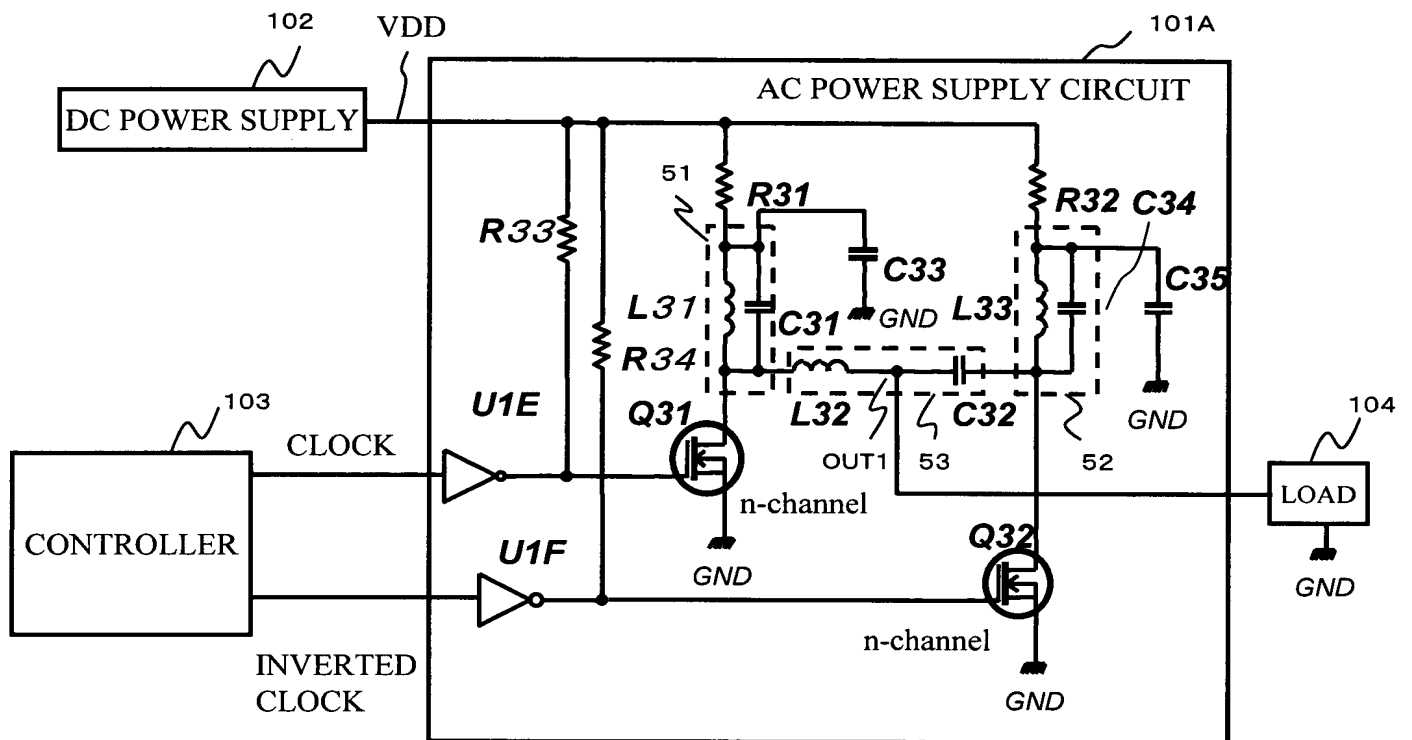 102
VDD
101A
DC POWER SUPPLY
AC POWER SUPPLY CIRCUIT
51
R31
R32
C34
R33
C33
C35
L31
C31
GND
L33
R34
GND
U1E
Q31
L32
C32
103
CLOCK
OUT1
53
52
104
LOAD
n-channel
CONTROLLER
U1F
GND
Q32
GND
n-channel
INVERTED
CLOCK
GND